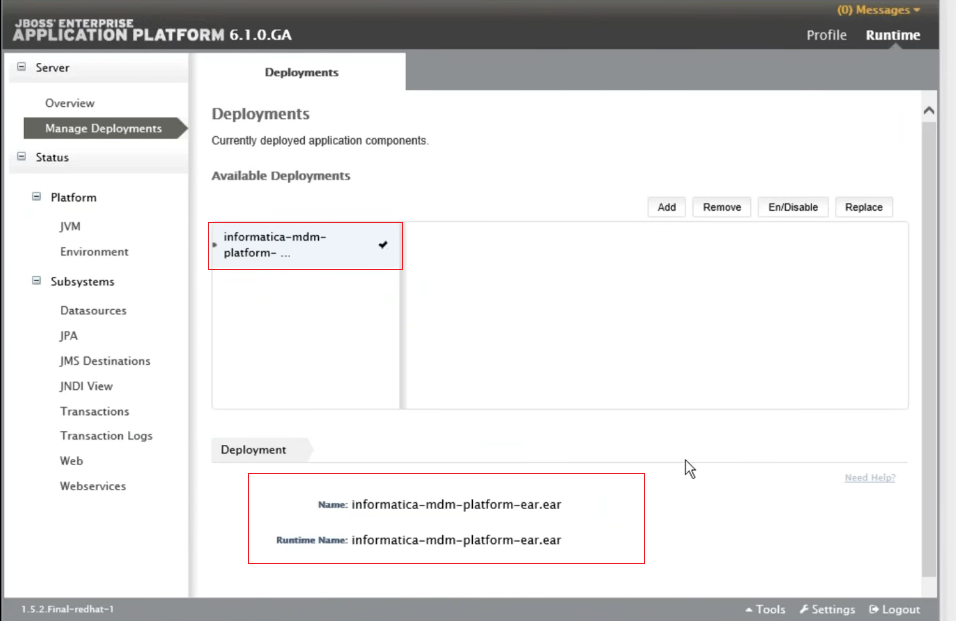 (0) Messages
JBOSS' ENTERPRISE
APPLICATION PLATFORM 6.1.0.GA
Profile Runtime
Server
Overview
Manage Deployments
Status
Platform
JVM
Environment
Subsystems
Datasources
JPA
JMS Destinations
JNDI View
Transactions
Transaction Logs
Web
Webservices
Deployments
Deployments
Currently deployed application components.
Available Deployments
Add Remove En/Disable Replace
informatica-mdm-
platform- ...
Deployment
Need Help?
Name: informatica-mdm-platform-ear.ear
Runtime Name: informatica-mdm-platform-ear.ear
1.5.2.Final-redhat-1
Tools Settings Logout